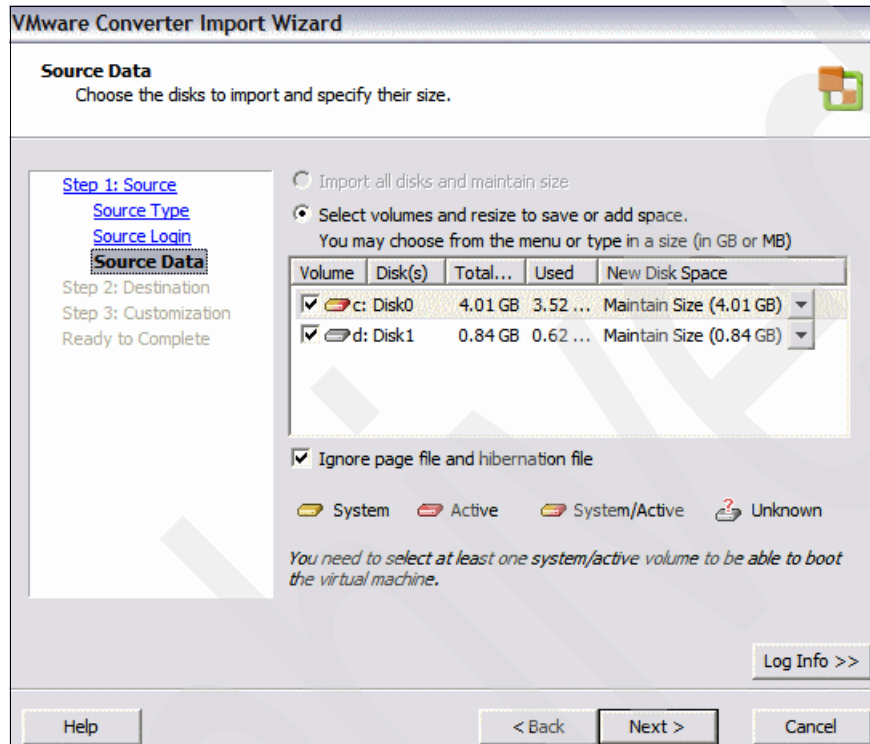 VMware Converter Import Wizard
Source Data
Choose the disks to import and specify their size.
Step 1: Source
Source Type
Source Login
Source Data
Step 2: Destination
Step 3: Customization
Ready to Complete
Import all disks and maintain size
Select volumes and resize to save or add space.
You may choose from the menu or type in a size (in GB or MB)
Volume Disk(s) Total... Used New Disk Space
c: Disk0 4.01 GB 3.52 ... Maintain Size (4.01 GB)
d: Disk1 0.84 GB 0.62 ... Maintain Size (0.84 GB)
Ignore page file and hibernation file
System Active System/Active Unknown
You need to select at least one system/active volume to be able to boot
the virtual machine.
Log Info >>
Help < Back Next > Cancel